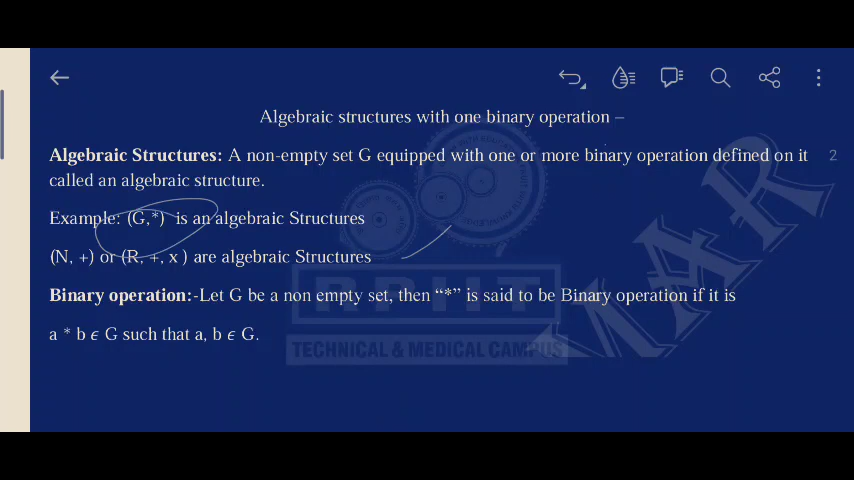 Algebraic structures with one binary operation –
Algebraic Structures: A non-empty set G equipped with one or more binary operation defined on it
2
called an algebraic structure.
Example: (G,*) is an algebraic Structures
(N, +) or (R, +, x ) are algebraic Structures
Binary operation:-Let G be a non empty set, then “*” is said to be Binary operation if it is
a * b ϵ G such that a, b ϵ G.
RPIIT
TECHNICAL & MEDICAL CAMPUS